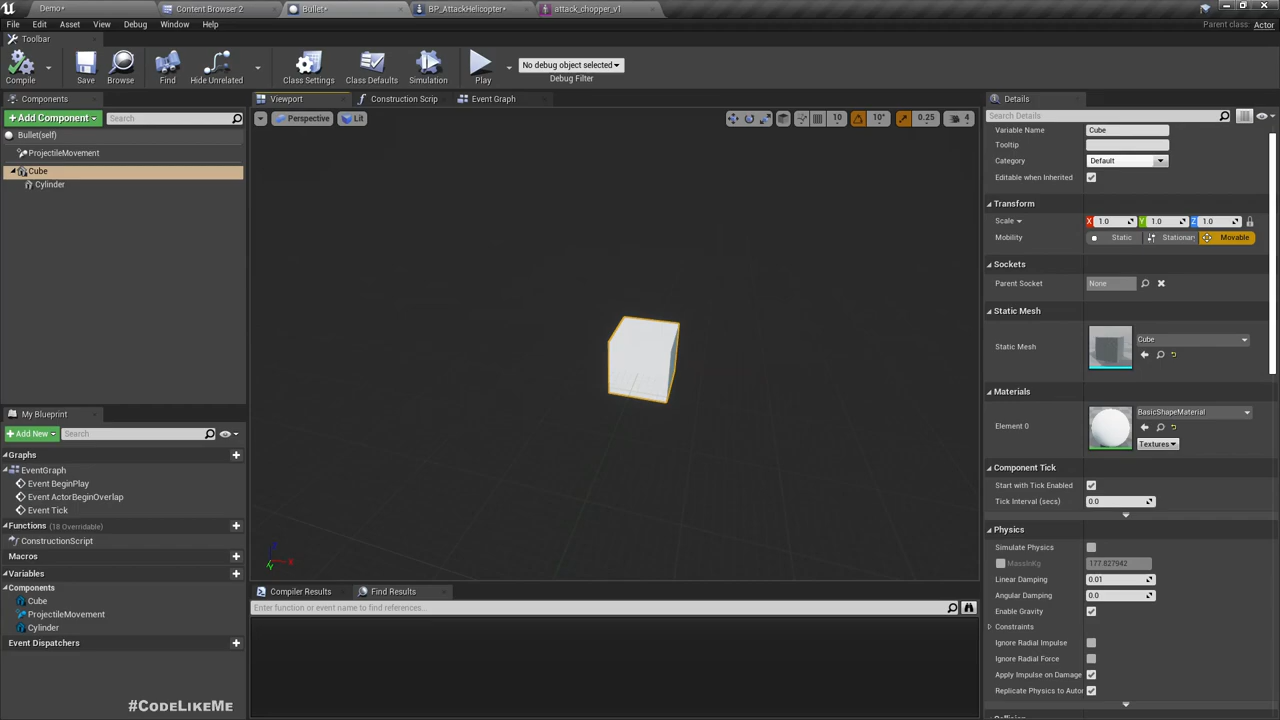 Demo*
Content Browser 2
Bullet*
BP_AttackHelicopter*
attack_chopper_v1
File Edit Asset View Debug Window Help
Parent class: Actor
Toolbar
Compile
Save
Browse
Find
Hide Unrelated
Class Settings
Class Defaults
Simulation
Play
No debug object selected
Debug Filter
Components
Viewport
Construction Scrip
Event Graph
Details
+Add Component
Search
Perspective
Lit
10
10°
0.25
4
Search Details
Bullet(self)
ProjectileMovement
Cube
Cylinder
Variable Name Cube
Tooltip
Category Default
Editable when Inherited
Transform
Scale X 1.0 Y 1.0 Z 1.0
Mobility Static Stationar Movable
Sockets
Parent Socket None
Static Mesh
Static Mesh Cube
Materials
Element 0 BasicShapeMaterial
Textures
Component Tick
Start with Tick Enabled
Tick Interval (secs) 0.0
Physics
Simulate Physics
MassInKg 177.827942
Linear Damping 0.01
Angular Damping 0.0
Enable Gravity
Constraints
Ignore Radial Impulse
Ignore Radial Force
Apply Impulse on Damage
Replicate Physics to Autor
My Blueprint
+Add New
Search
Graphs
EventGraph
Event BeginPlay
Event ActorBeginOverlap
Event Tick
Functions (18 Overridable)
ConstructionScript
Macros
Variables
Components
Cube
ProjectileMovement
Cylinder
Event Dispatchers
Compiler Results
Find Results
Enter function or event name to find references...
#CODELIKEME